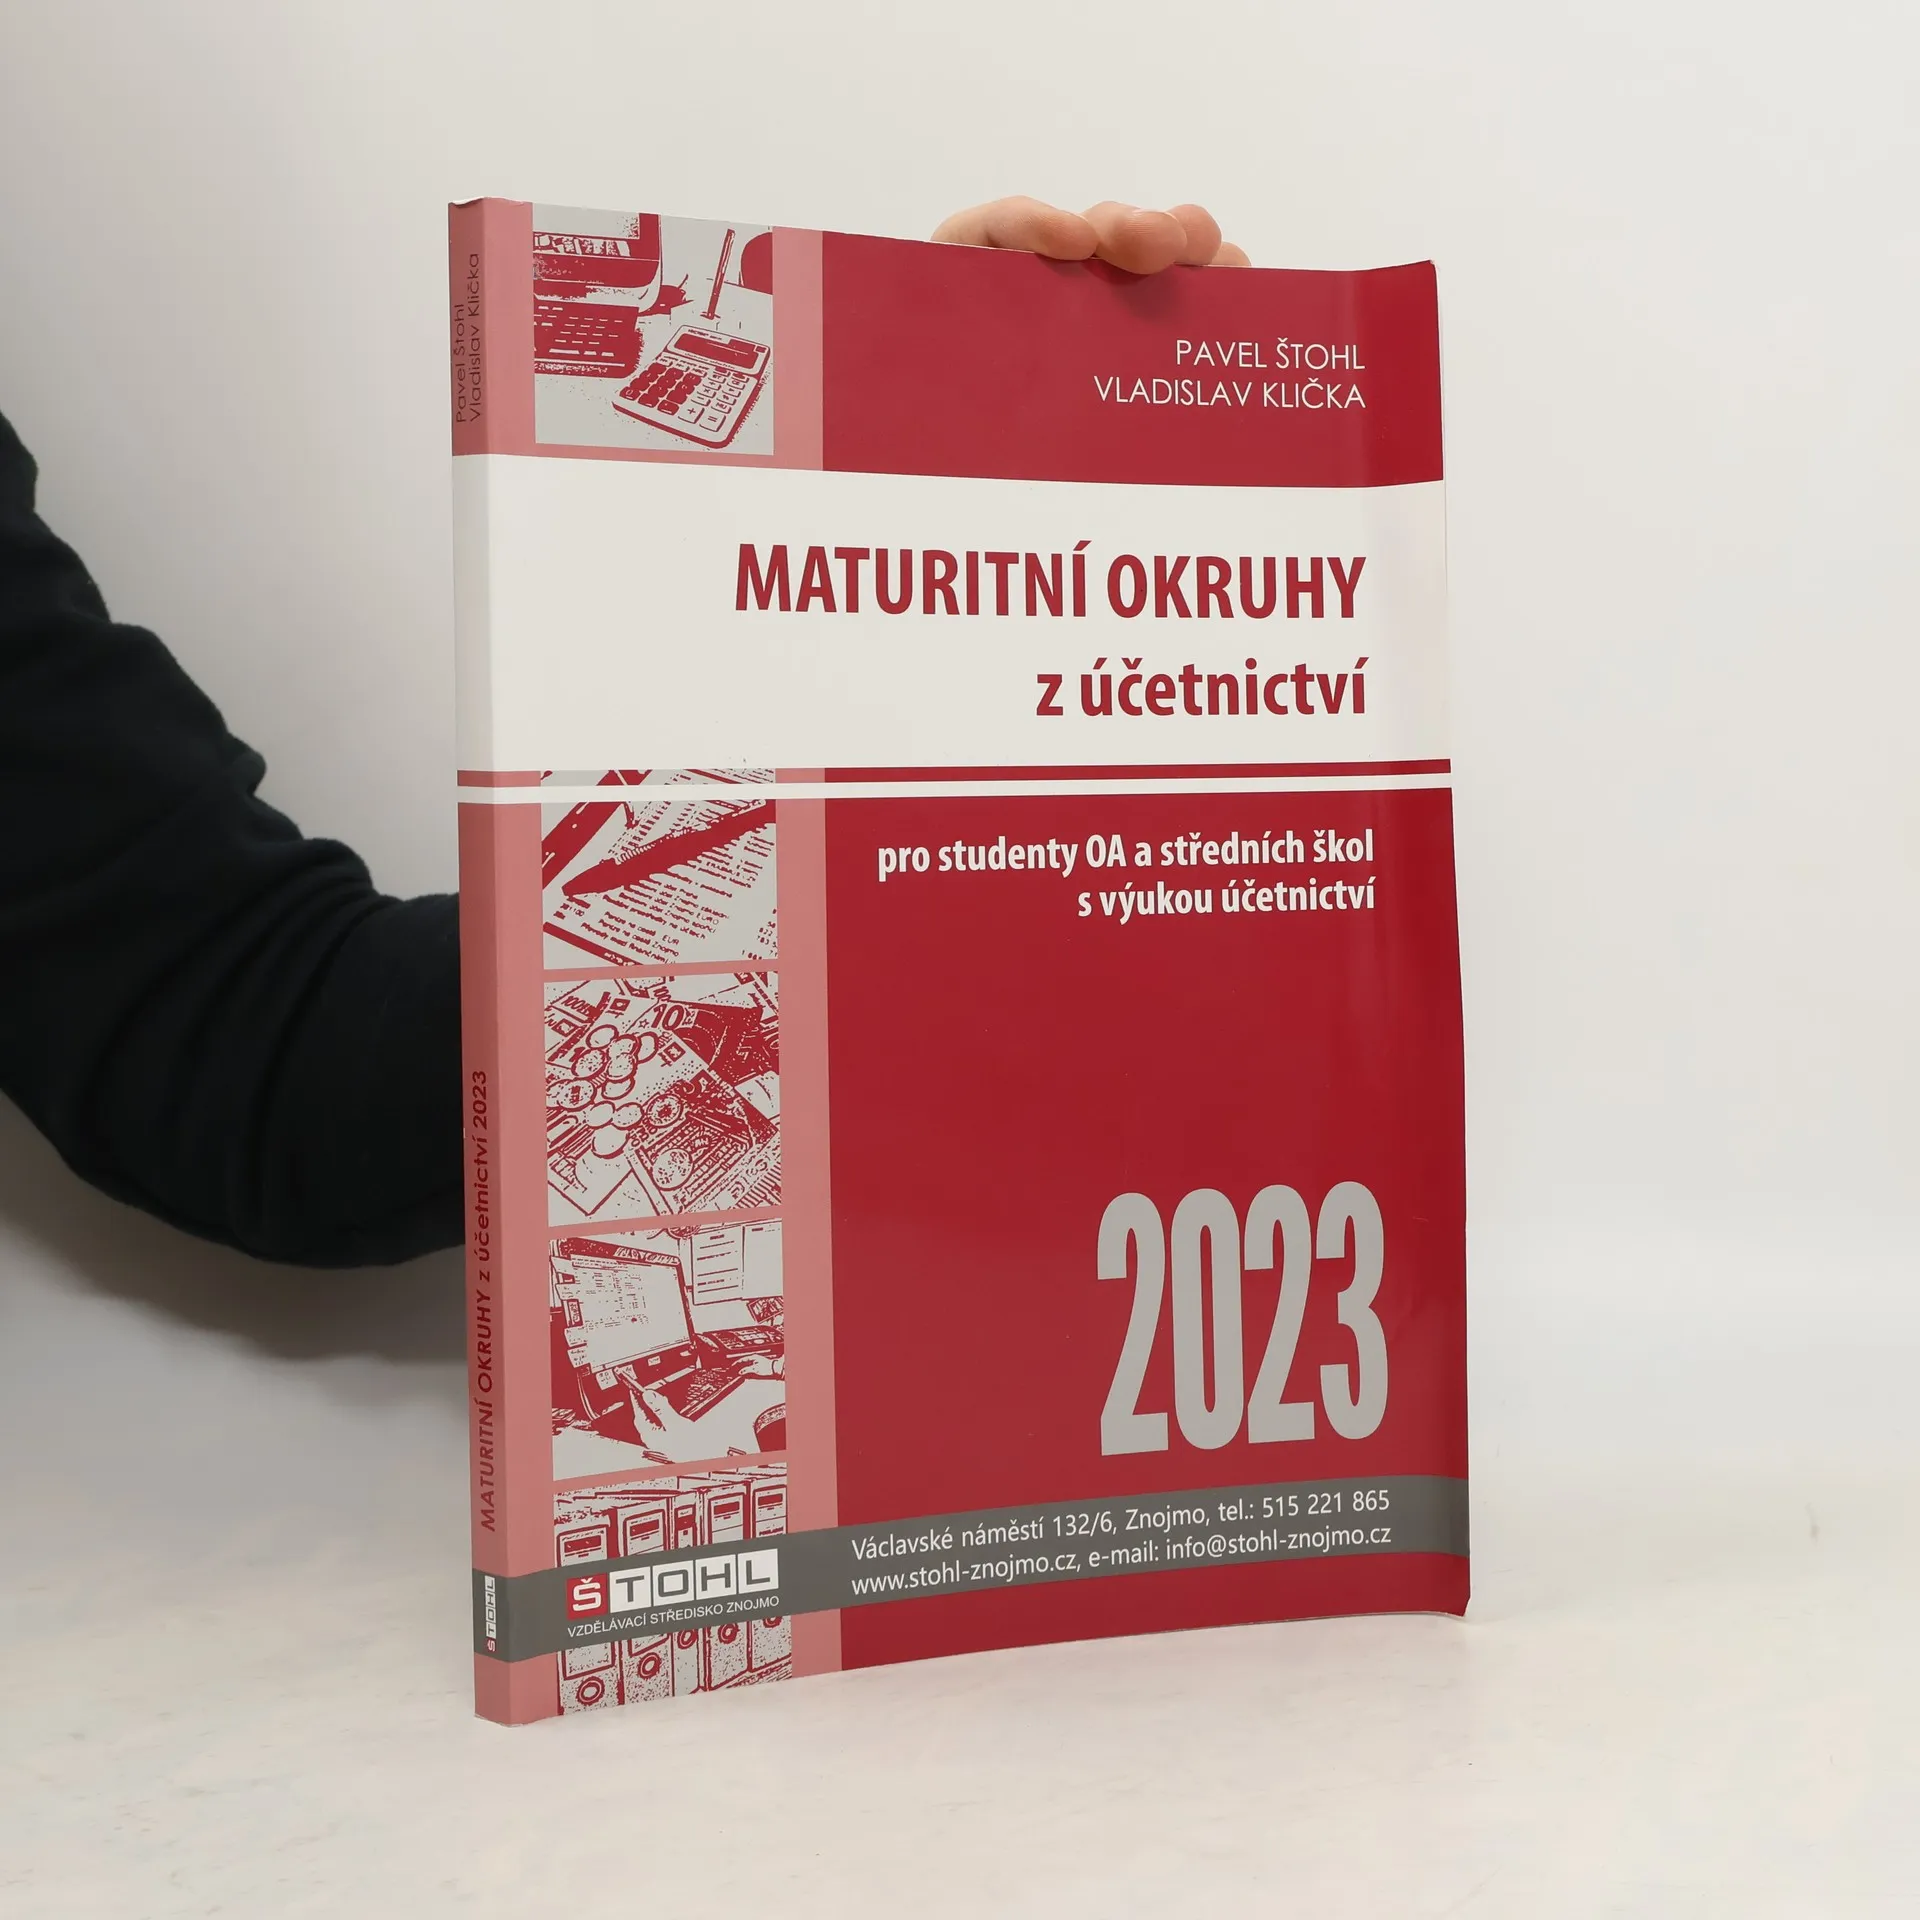 Pavel Štohl
Vladislav Klička
PAVEL ŠTOHL
VLADISLAV KLIČKA
MATURITNÍ OKRUHY
z účetnictví
pro studenty OA a středních škol
s výukou účetnictví
MATURITNÍ OKRUHY z účetnictví 2023
2023
Václavské náměstí 132/6, Znojmo, tel.: 515 221 865
www.stohl-znojmo.cz, e-mail: info@stohl-znojmo.cz
ŠTOHL
VZDĚLÁVACÍ STŘEDISKO ZNOJMO
ŠTOHL